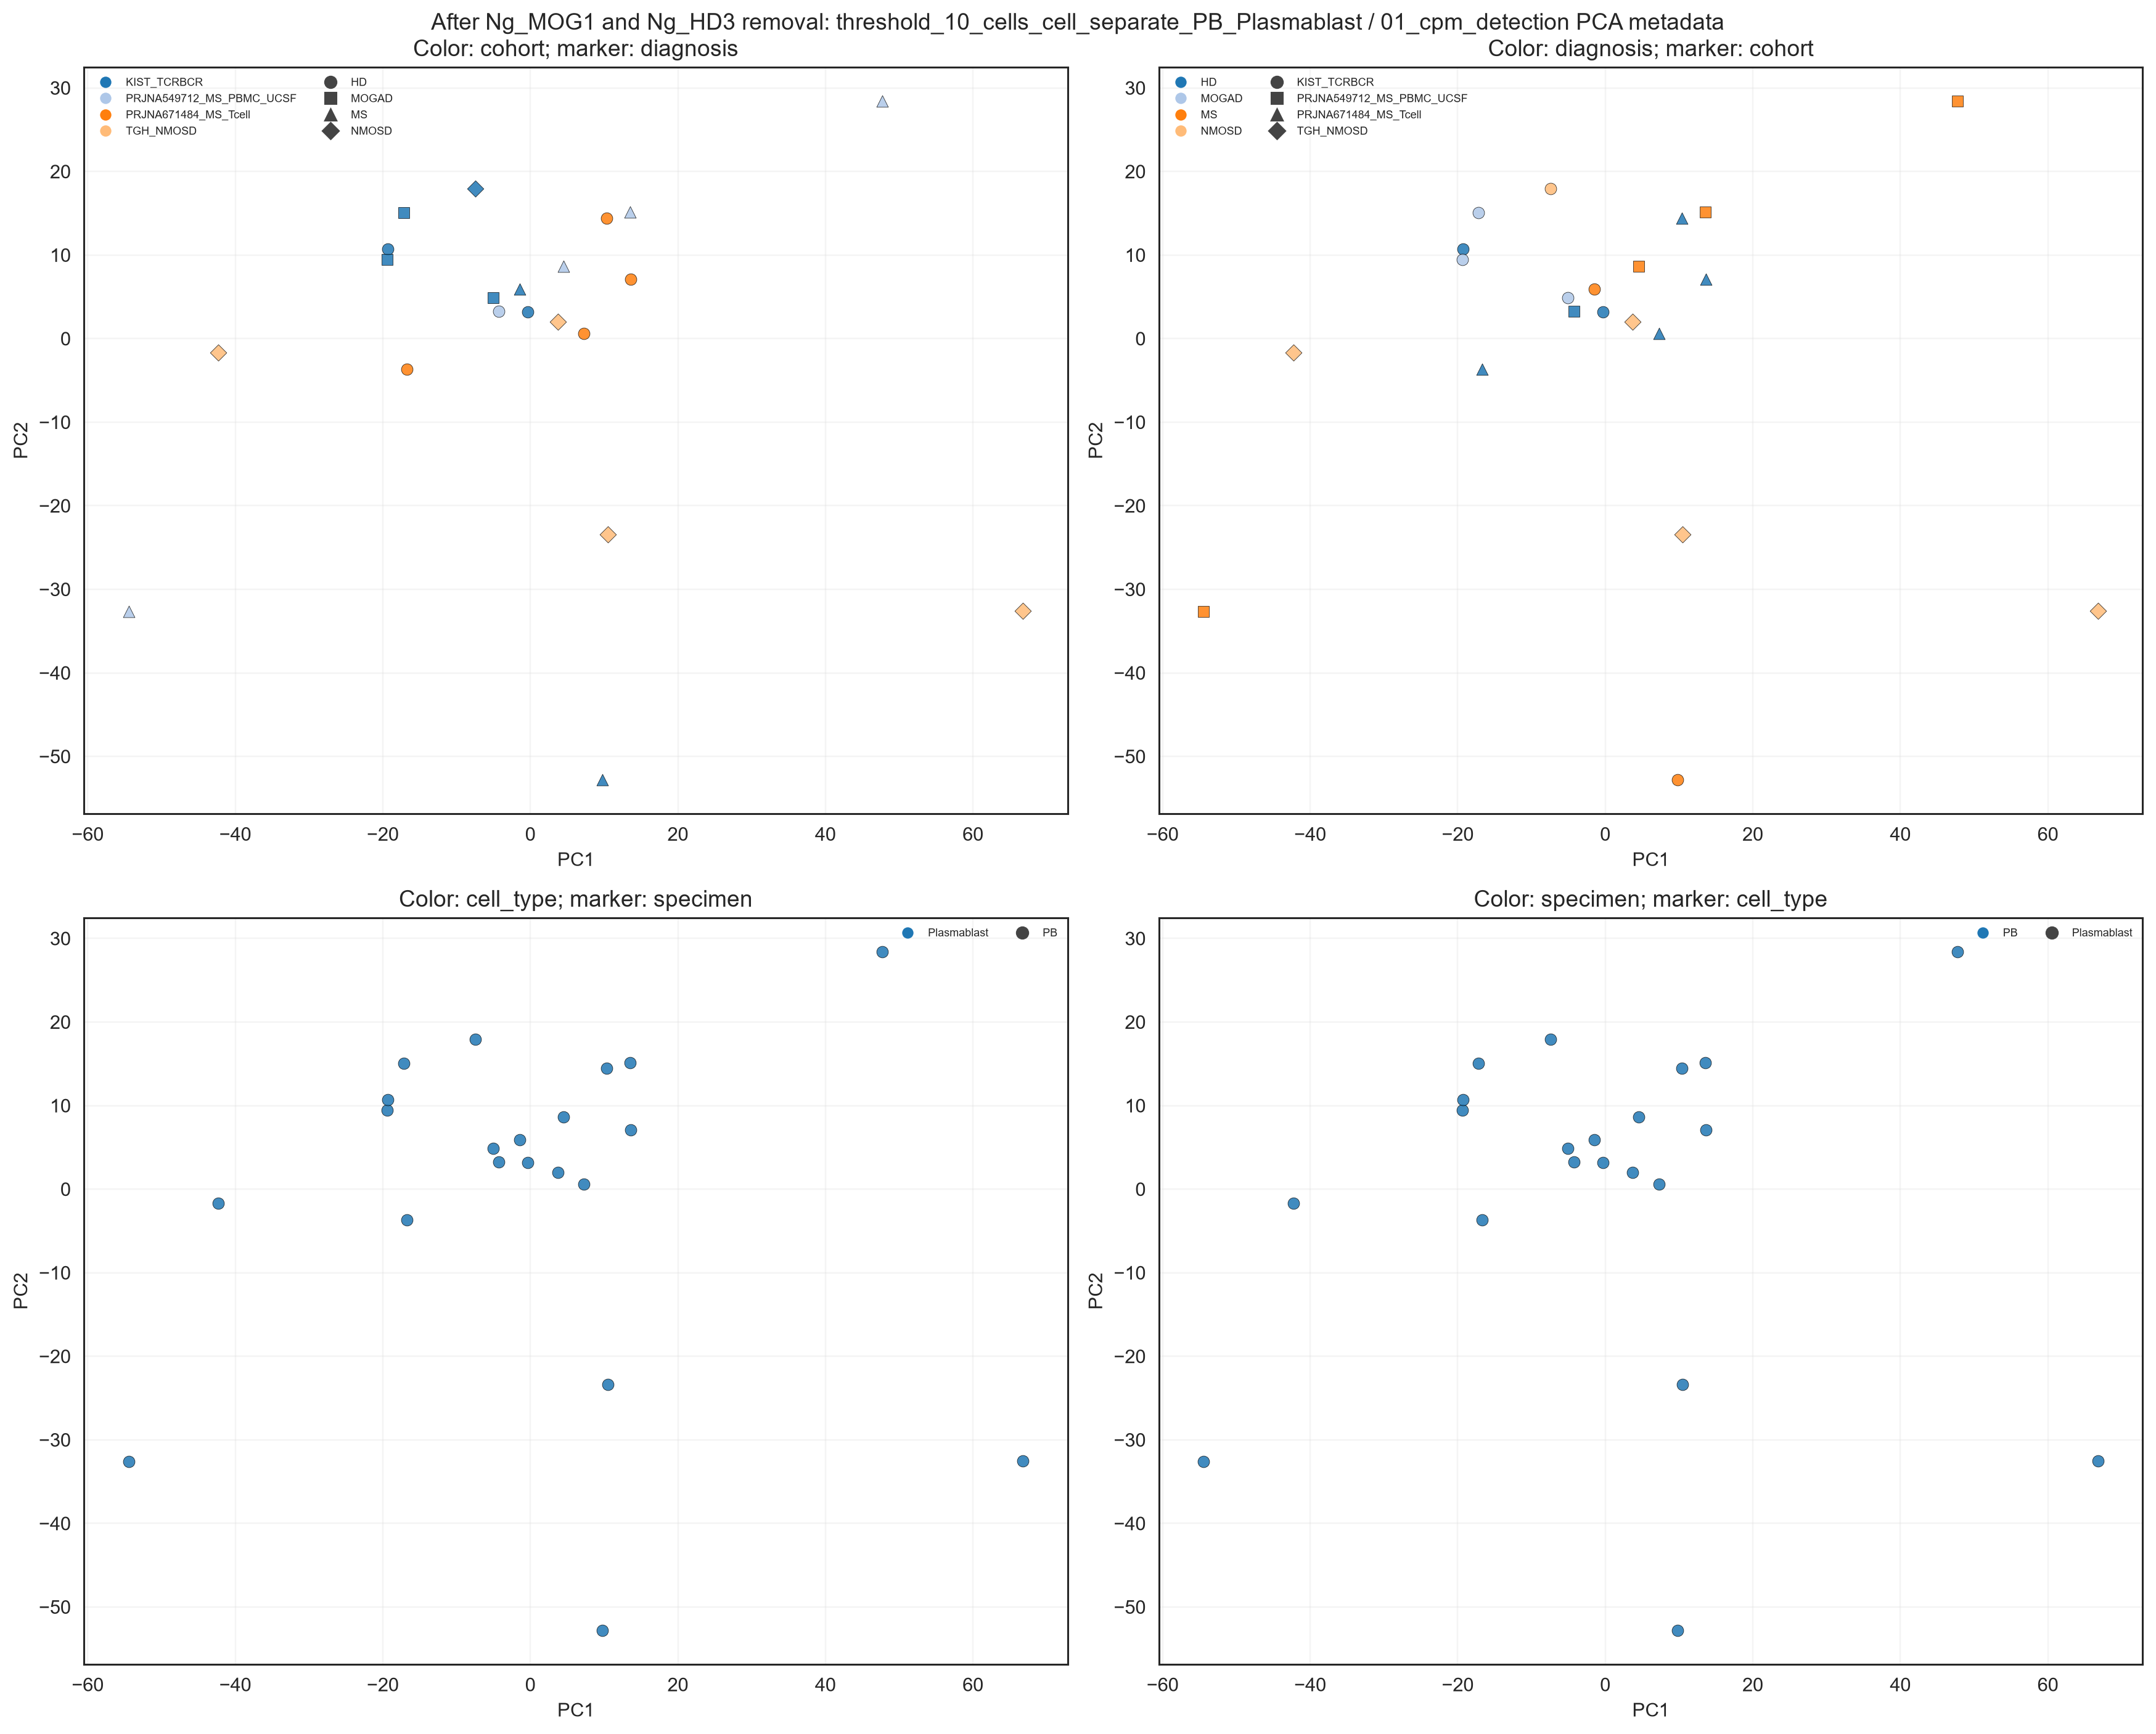 After Ng_MOG1 and Ng_HD3 removal: threshold_10_cells_cell_separate_PB_Plasmablast / 01_cpm_detection PCA metadata
Color: cohort; marker: diagnosis
KIST_TCRBCR
PRJNA549712_MS_PBMC_UCSF
PRJNA671484_MS_Tcell
TGH_NMOSD
HD
MOGAD
MS
NMOSD
30
20
10
0
−10
−20
−30
−40
−50
PC2
−60 −40 −20 0 20 40 60
PC1
Color: diagnosis; marker: cohort
HD
MOGAD
MS
NMOSD
KIST_TCRBCR
PRJNA549712_MS_PBMC_UCSF
PRJNA671484_MS_Tcell
TGH_NMOSD
30
20
10
0
−10
−20
−30
−40
−50
PC2
−60 −40 −20 0 20 40 60
PC1
Color: cell_type; marker: specimen
Plasmablast PB
30
20
10
0
−10
−20
−30
−40
−50
PC2
−60 −40 −20 0 20 40 60
PC1
Color: specimen; marker: cell_type
PB Plasmablast
30
20
10
0
−10
−20
−30
−40
−50
PC2
−60 −40 −20 0 20 40 60
PC1